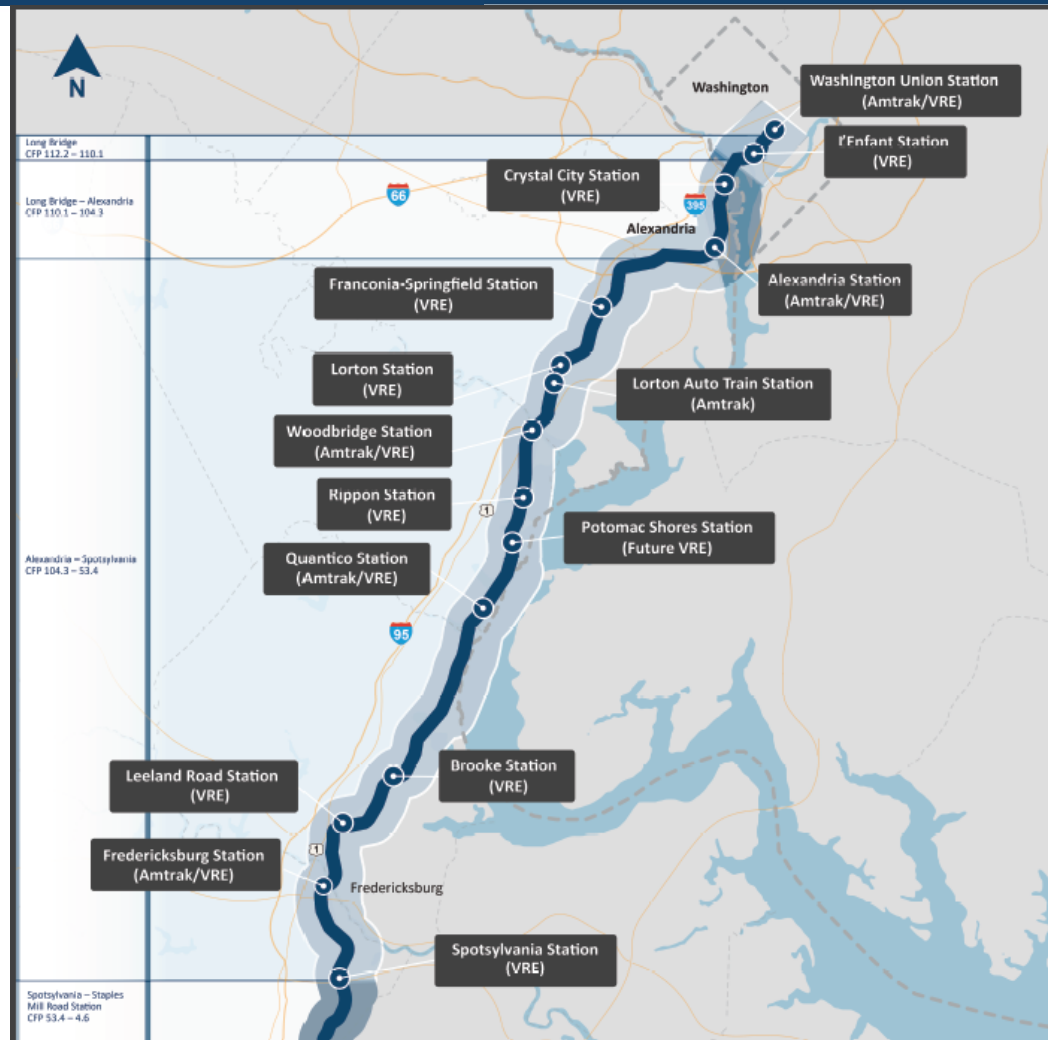 N
Washington
Washington Union Station
(Amtrak/VRE)
Long Bridge
CFP 112.2 – 110.1
L'Enfant Station
(VRE)
Crystal City Station
(VRE)
66
395
Long Bridge – Alexandria
CFP 110.1 – 104.3
Alexandria
Franconia-Springfield Station
(VRE)
Alexandria Station
(Amtrak/VRE)
Lorton Station
(VRE)
Lorton Auto Train Station
(Amtrak)
Woodbridge Station
(Amtrak/VRE)
Rippon Station
(VRE)
1
Potomac Shores Station
(Future VRE)
Quantico Station
(Amtrak/VRE)
Alexandria – Spotsylvania
CFP 104.3 – 53.4
95
Brooke Station
(VRE)
Leeland Road Station
(VRE)
1
Fredericksburg Station
(Amtrak/VRE)
Fredericksburg
Spotsylvania Station
(VRE)
Spotsylvania – Staples
Mill Road Station
CFP 53.4 – 4.6